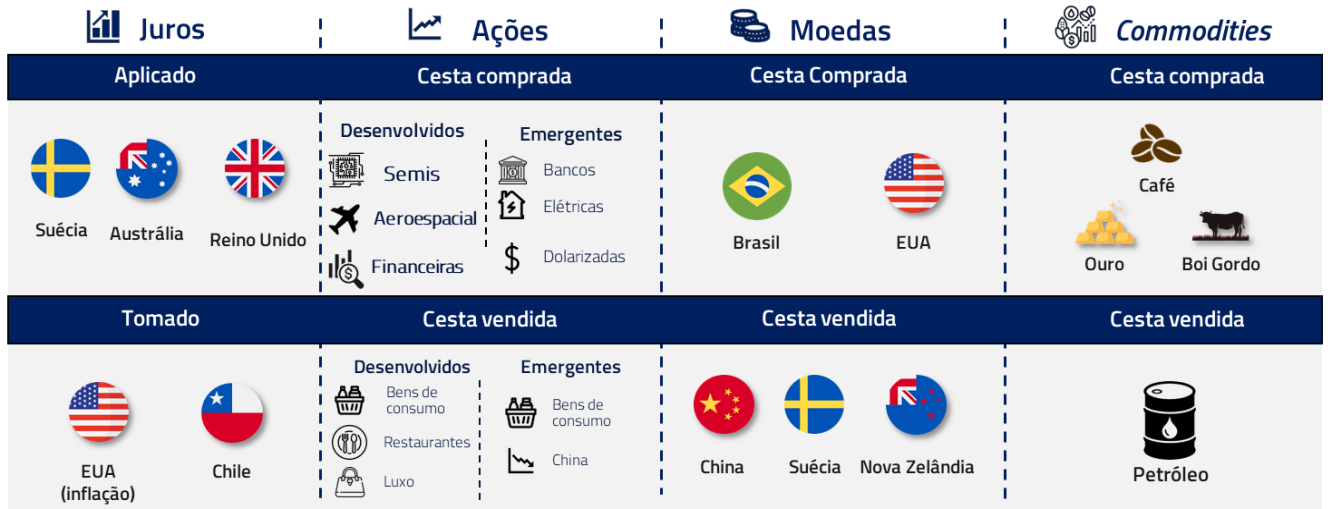 Juros
Ações
Moedas
Commodities
Aplicado
Cesta comprada
Cesta Comprada
Cesta comprada
Suécia
Austrália
Reino Unido
Desenvolvidos
Semis
Aeroespacial
Financeiras
Emergentes
Bancos
Elétricas
Dolarizadas
Brasil
EUA
Café
Ouro
Boi Gordo
Tomado
Cesta vendida
Cesta vendida
Cesta vendida
EUA
(inflação)
Chile
Desenvolvidos
Bens de
consumo
Restaurantes
Luxo
Emergentes
Bens de
consumo
China
China
Suécia
Nova Zelândia
Petróleo